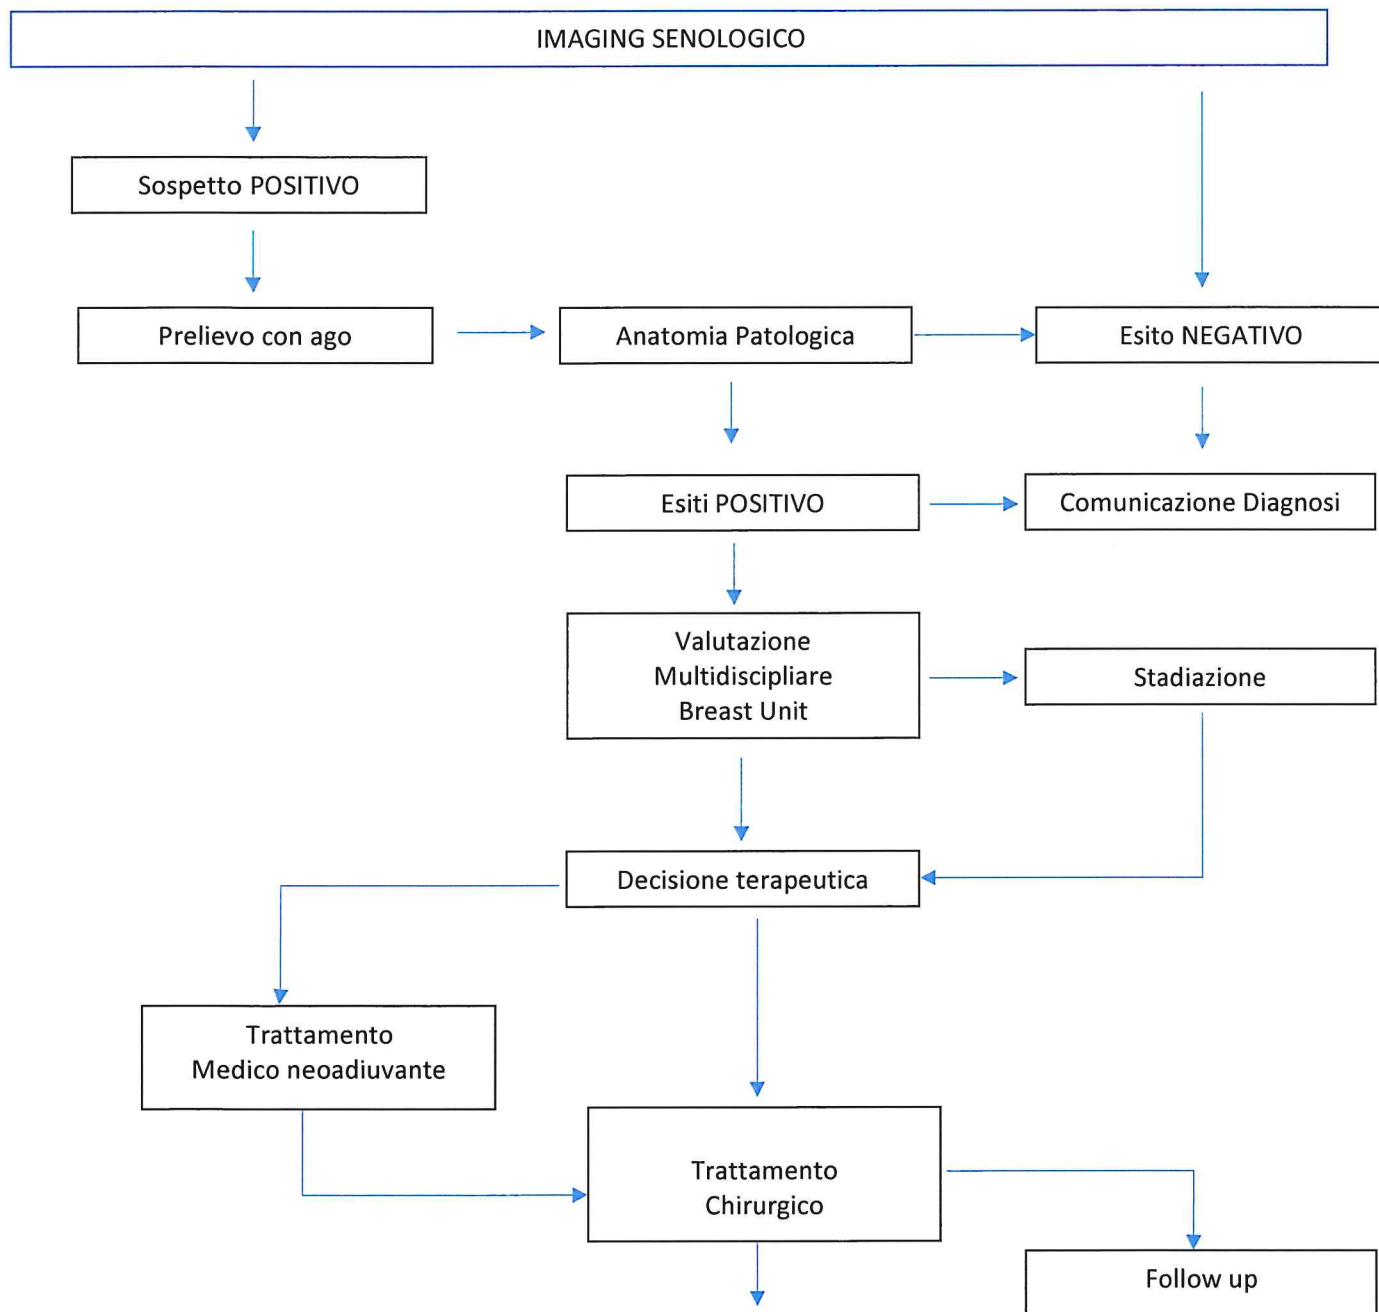 IMAGING SENOLOGICO
Sospetto POSITIVO
Prelievo con ago
Anatomia Patologica
Esito NEGATIVO
Esiti POSITIVO
Comunicazione Diagnosi
Valutazione
Multidiscipliare
Breast Unit
Stadiazione
Decisione terapeutica
Trattamento
Medico neoadiuvante
Trattamento
Chirurgico
Follow up